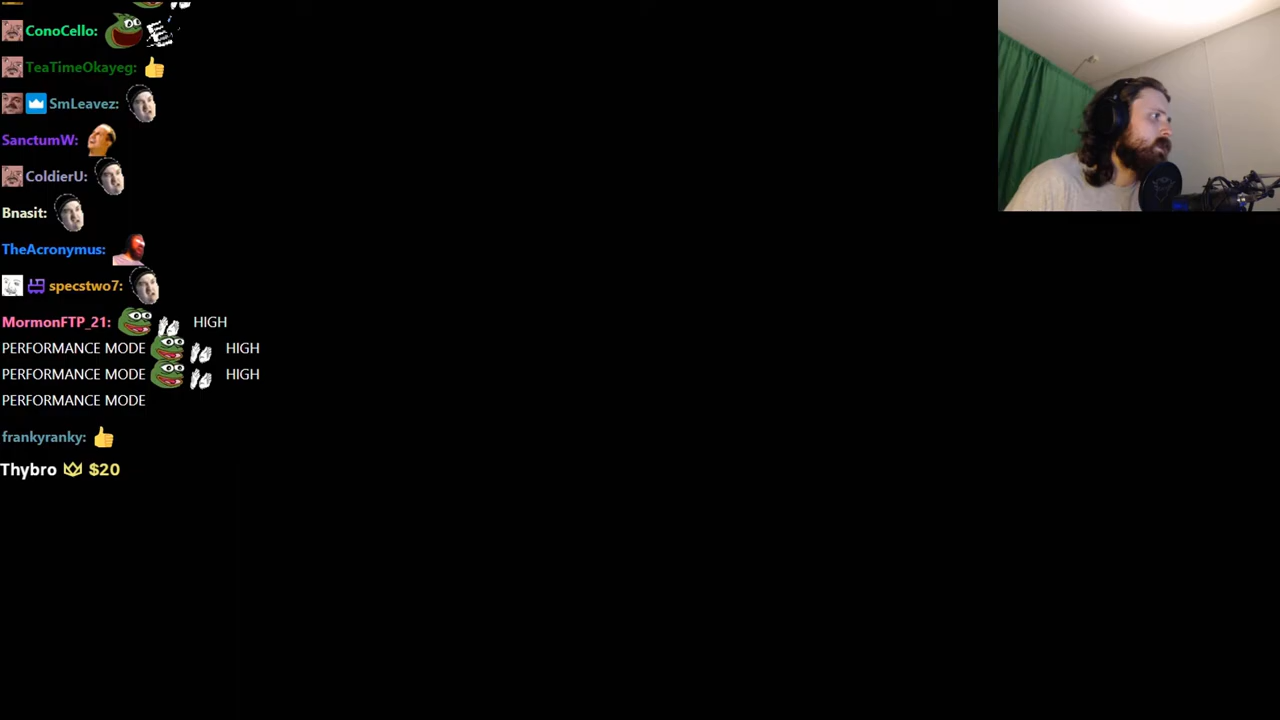 ConoCello:
TeaTimeOkayeg:
SmLeavez:
SanctumW:
ColdierU:
Bnasit:
TheAcronymus:
specstwo7:
MormonFTP_21: HIGH
PERFORMANCE MODE HIGH
PERFORMANCE MODE HIGH
PERFORMANCE MODE
frankyranky:
Thybro $20